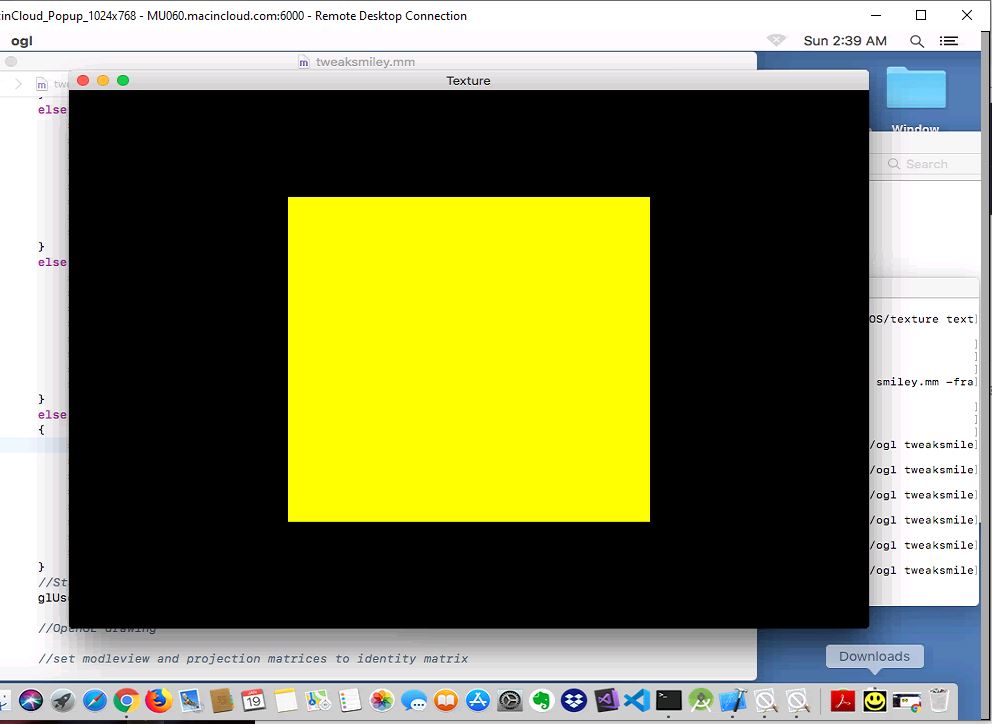 cinCloud_Popup_1024x768 - MU060.macincloud.com:6000 - Remote Desktop Connection
ogl
Sun 2:39 AM
tweaksmiley.mm
Texture
Window
Search
else
}
else
}
else
{
}
//St
glUs
//OpenGL drawing
//set modleview and projection matrices to identity matrix
OS/texture text]
]
]
]
smiley.mm -fra]
]
]
]
/ogl tweaksmile]
/ogl tweaksmile]
/ogl tweaksmile]
/ogl tweaksmile]
/ogl tweaksmile]
/ogl tweaksmile]
Downloads
19